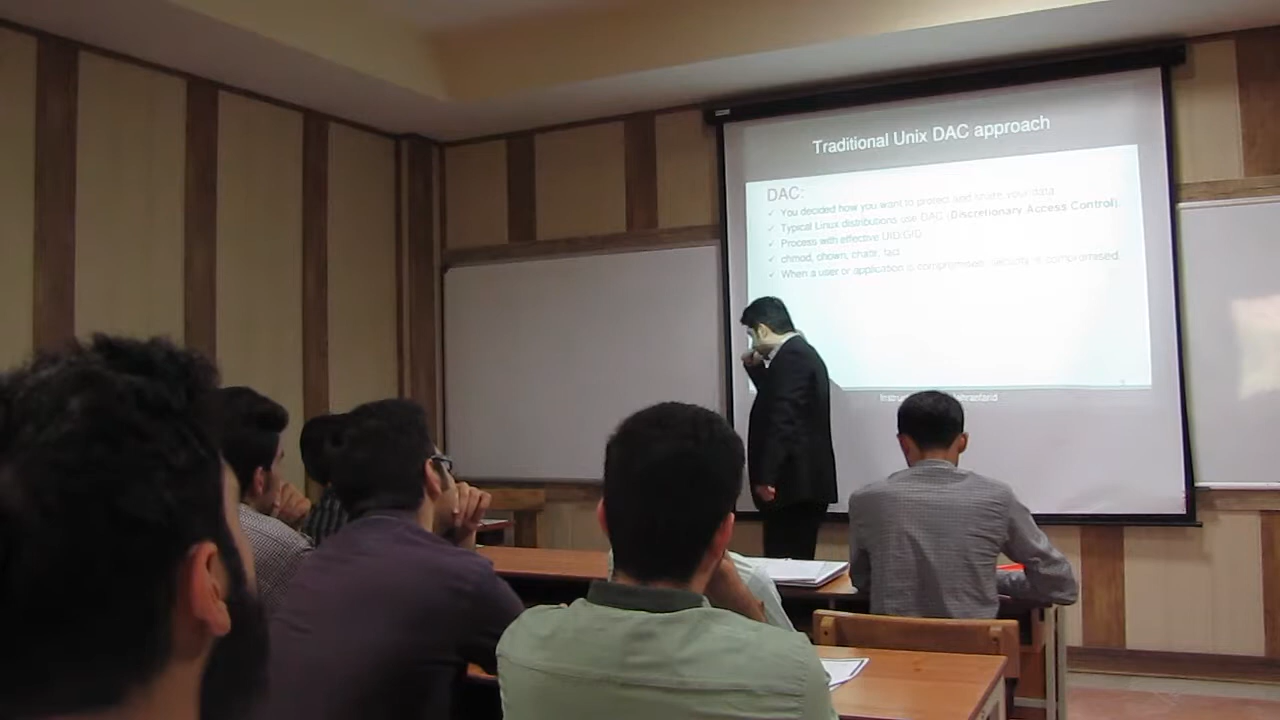 Traditional Unix DAC approach
DAC:
✓ You decided how you want to protect and share your data
✓ Typical Linux distributions use DAC (Discretionary Access Control).
✓ Process with effective UID/GID
✓ chmod, chown, chattr, facl
✓ When a user or application is compromised, security is compromised